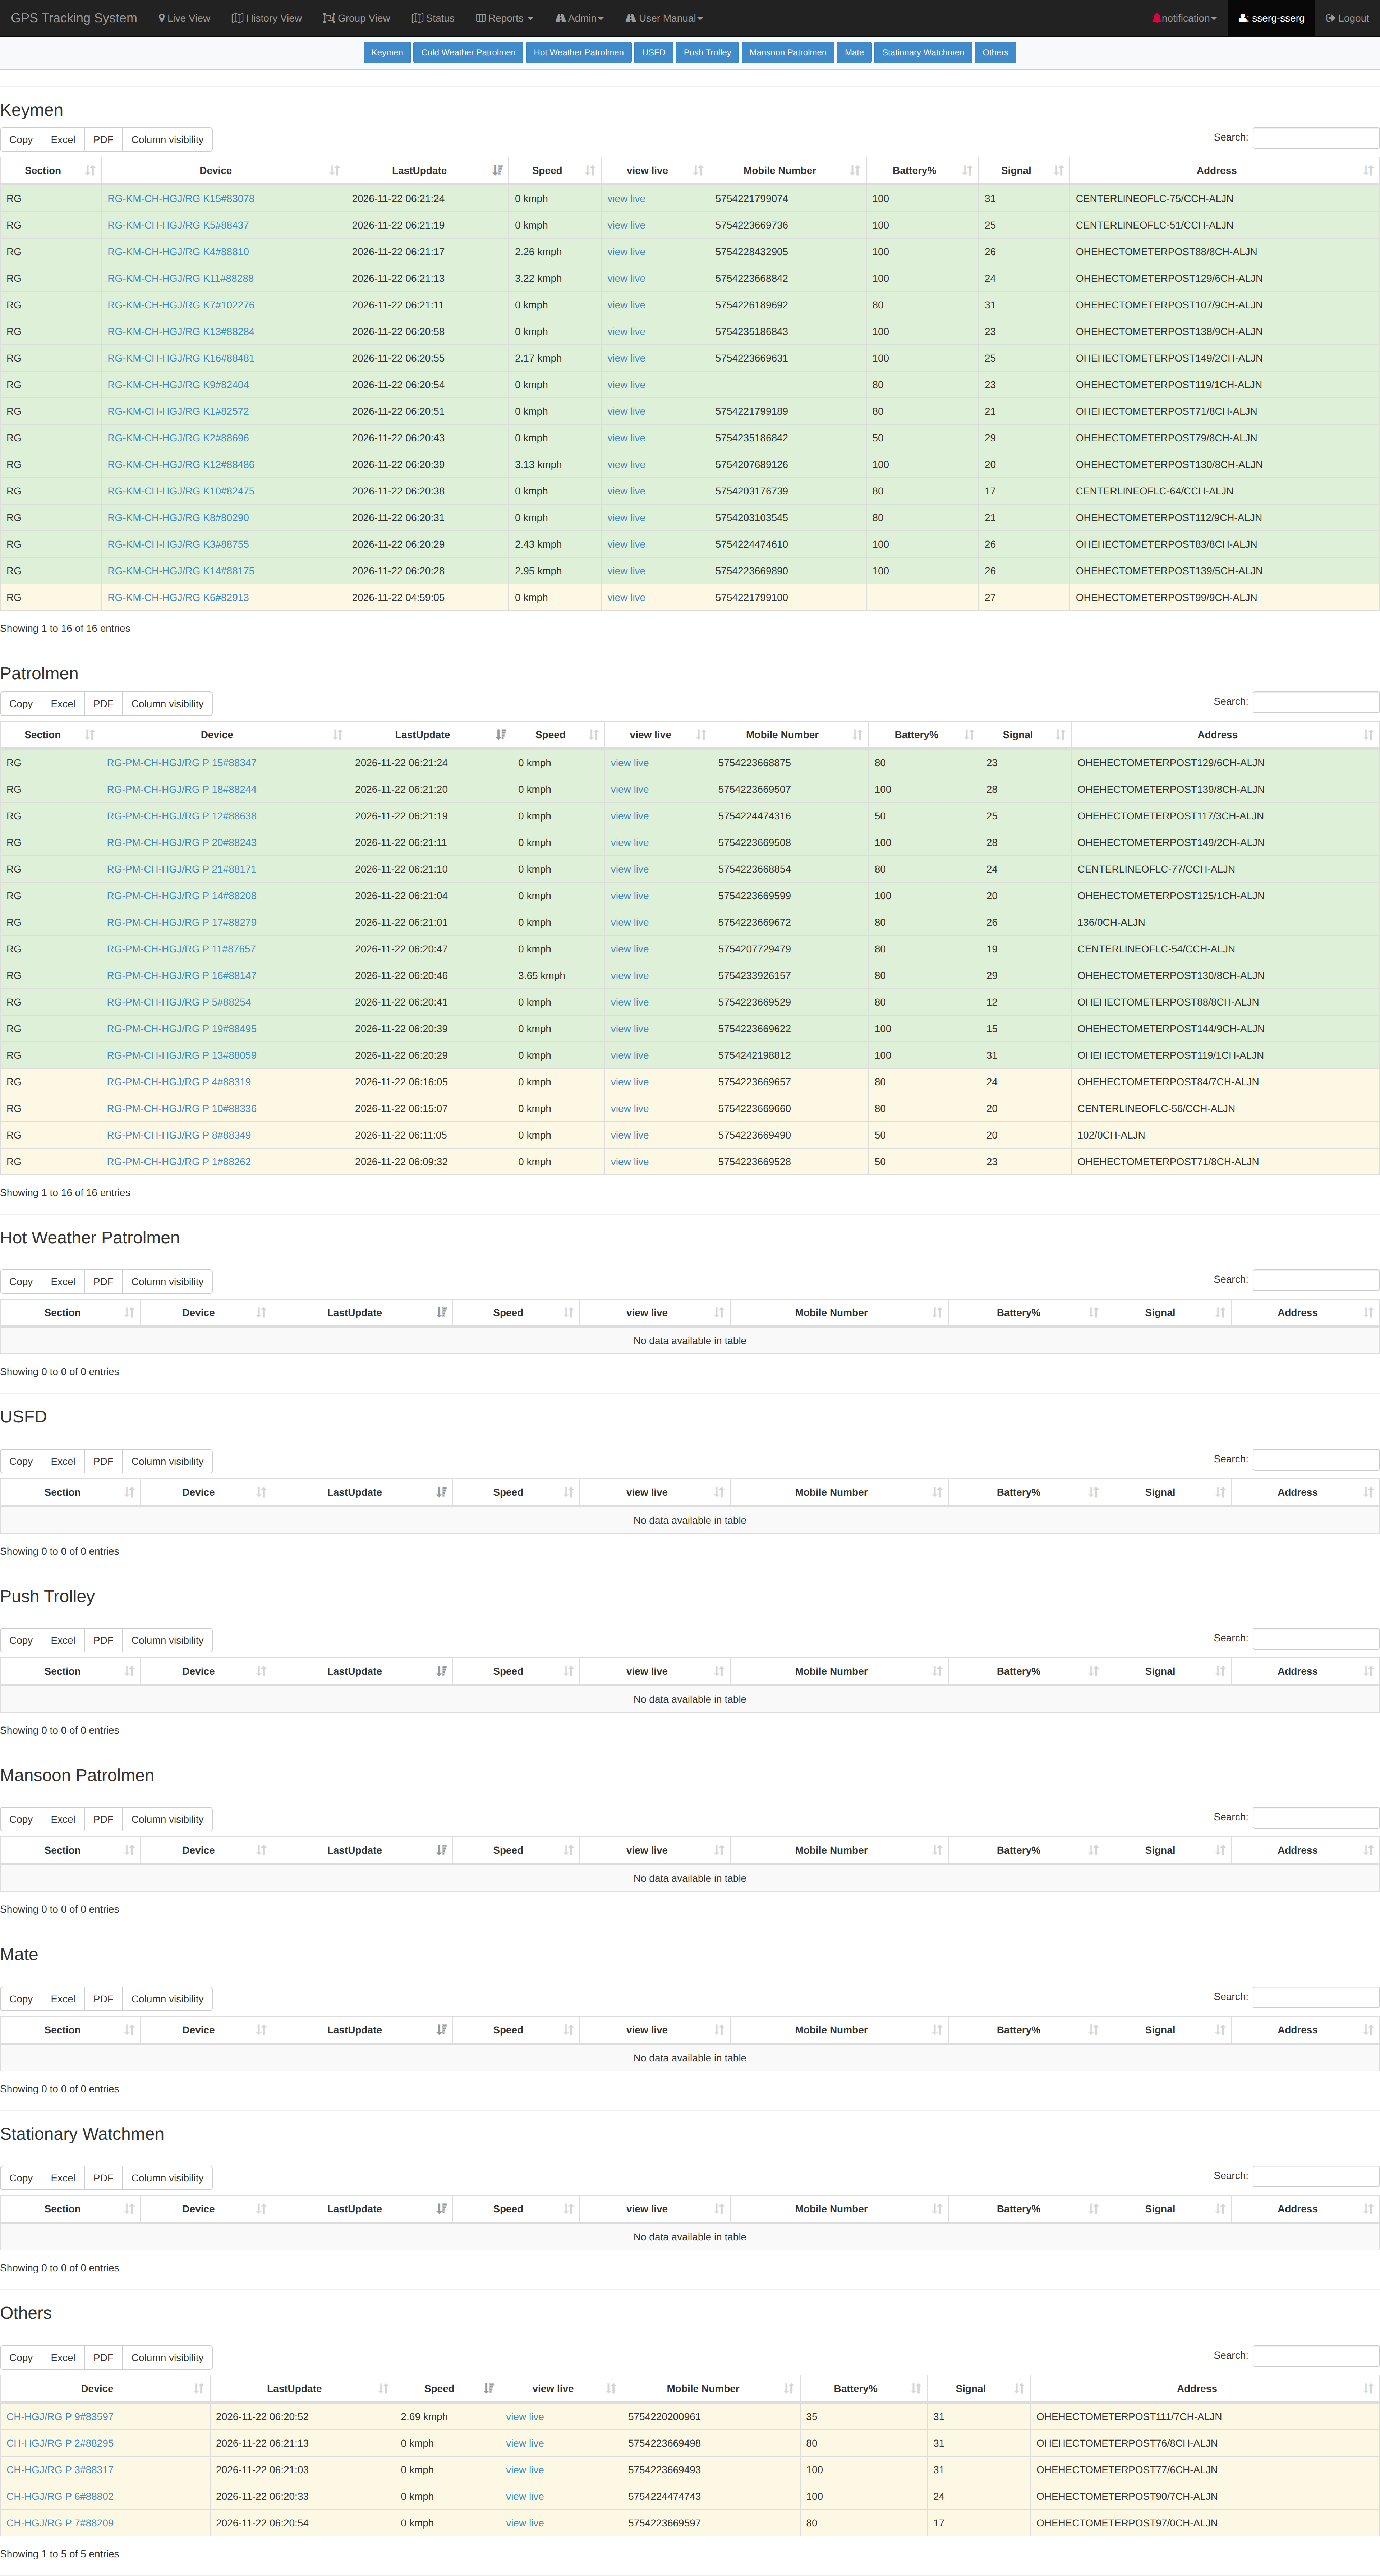 GPS Tracking System Live View History View Group View Status Reports Admin User Manual notification : sserg-sserg Logout
Keymen Cold Weather Patrolmen Hot Weather Patrolmen USFD Push Trolley Mansoon Patrolmen Mate Stationary Watchmen Others
Keymen
Copy Excel PDF Column visibility Search:
Section Device LastUpdate Speed view live Mobile Number Battery% Signal Address
RG RG-KM-CH-HGJ/RG K15#83078 2026-11-22 06:21:24 0 kmph view live 5754221799074 100 31 CENTERLINEOFLC-75/CCH-ALJN
RG RG-KM-CH-HGJ/RG K5#88437 2026-11-22 06:21:19 0 kmph view live 5754223669736 100 25 CENTERLINEOFLC-51/CCH-ALJN
RG RG-KM-CH-HGJ/RG K4#88810 2026-11-22 06:21:17 2.26 kmph view live 5754228432905 100 26 OHEHECTOMETERPOST88/8CH-ALJN
RG RG-KM-CH-HGJ/RG K11#88288 2026-11-22 06:21:13 3.22 kmph view live 5754223668842 100 24 OHEHECTOMETERPOST129/6CH-ALJN
RG RG-KM-CH-HGJ/RG K7#102276 2026-11-22 06:21:11 0 kmph view live 5754226189692 80 31 OHEHECTOMETERPOST107/9CH-ALJN
RG RG-KM-CH-HGJ/RG K13#88284 2026-11-22 06:20:58 0 kmph view live 5754235186843 100 23 OHEHECTOMETERPOST138/9CH-ALJN
RG RG-KM-CH-HGJ/RG K16#88481 2026-11-22 06:20:55 2.17 kmph view live 5754223669631 100 25 OHEHECTOMETERPOST149/2CH-ALJN
RG RG-KM-CH-HGJ/RG K9#82404 2026-11-22 06:20:54 0 kmph view live 80 23 OHEHECTOMETERPOST119/1CH-ALJN
RG RG-KM-CH-HGJ/RG K1#82572 2026-11-22 06:20:51 0 kmph view live 5754221799189 80 21 OHEHECTOMETERPOST71/8CH-ALJN
RG RG-KM-CH-HGJ/RG K2#88696 2026-11-22 06:20:43 0 kmph view live 5754235186842 50 29 OHEHECTOMETERPOST79/8CH-ALJN
RG RG-KM-CH-HGJ/RG K12#88486 2026-11-22 06:20:39 3.13 kmph view live 5754207689126 100 20 OHEHECTOMETERPOST130/8CH-ALJN
RG RG-KM-CH-HGJ/RG K10#82475 2026-11-22 06:20:38 0 kmph view live 5754203176739 80 17 CENTERLINEOFLC-64/CCH-ALJN
RG RG-KM-CH-HGJ/RG K8#80290 2026-11-22 06:20:31 0 kmph view live 5754203103545 80 21 OHEHECTOMETERPOST112/9CH-ALJN
RG RG-KM-CH-HGJ/RG K3#88755 2026-11-22 06:20:29 2.43 kmph view live 5754224474610 100 26 OHEHECTOMETERPOST83/8CH-ALJN
RG RG-KM-CH-HGJ/RG K14#88175 2026-11-22 06:20:28 2.95 kmph view live 5754223669890 100 26 OHEHECTOMETERPOST139/5CH-ALJN
RG RG-KM-CH-HGJ/RG K6#82913 2026-11-22 04:59:05 0 kmph view live 5754221799100 27 OHEHECTOMETERPOST99/9CH-ALJN
Showing 1 to 16 of 16 entries
Patrolmen
Copy Excel PDF Column visibility Search:
Section Device LastUpdate Speed view live Mobile Number Battery% Signal Address
RG RG-PM-CH-HGJ/RG P 15#88347 2026-11-22 06:21:24 0 kmph view live 5754223668875 80 23 OHEHECTOMETERPOST129/6CH-ALJN
RG RG-PM-CH-HGJ/RG P 18#88244 2026-11-22 06:21:20 0 kmph view live 5754223669507 100 28 OHEHECTOMETERPOST139/8CH-ALJN
RG RG-PM-CH-HGJ/RG P 12#88638 2026-11-22 06:21:19 0 kmph view live 5754224474316 50 25 OHEHECTOMETERPOST117/3CH-ALJN
RG RG-PM-CH-HGJ/RG P 20#88243 2026-11-22 06:21:11 0 kmph view live 5754223669508 100 28 OHEHECTOMETERPOST149/2CH-ALJN
RG RG-PM-CH-HGJ/RG P 21#88171 2026-11-22 06:21:10 0 kmph view live 5754223668854 80 24 CENTERLINEOFLC-77/CCH-ALJN
RG RG-PM-CH-HGJ/RG P 14#88208 2026-11-22 06:21:04 0 kmph view live 5754223669599 100 20 OHEHECTOMETERPOST125/1CH-ALJN
RG RG-PM-CH-HGJ/RG P 17#88279 2026-11-22 06:21:01 0 kmph view live 5754223669672 80 26 136/0CH-ALJN
RG RG-PM-CH-HGJ/RG P 11#87657 2026-11-22 06:20:47 0 kmph view live 5754207729479 80 19 CENTERLINEOFLC-54/CCH-ALJN
RG RG-PM-CH-HGJ/RG P 16#88147 2026-11-22 06:20:46 3.65 kmph view live 5754233926157 80 29 OHEHECTOMETERPOST130/8CH-ALJN
RG RG-PM-CH-HGJ/RG P 5#88254 2026-11-22 06:20:41 0 kmph view live 5754223669529 80 12 OHEHECTOMETERPOST88/8CH-ALJN
RG RG-PM-CH-HGJ/RG P 19#88495 2026-11-22 06:20:39 0 kmph view live 5754223669622 100 15 OHEHECTOMETERPOST144/9CH-ALJN
RG RG-PM-CH-HGJ/RG P 13#88059 2026-11-22 06:20:29 0 kmph view live 5754242198812 100 31 OHEHECTOMETERPOST119/1CH-ALJN
RG RG-PM-CH-HGJ/RG P 4#88319 2026-11-22 06:16:05 0 kmph view live 5754223669657 80 24 OHEHECTOMETERPOST84/7CH-ALJN
RG RG-PM-CH-HGJ/RG P 10#88336 2026-11-22 06:15:07 0 kmph view live 5754223669660 80 20 CENTERLINEOFLC-56/CCH-ALJN
RG RG-PM-CH-HGJ/RG P 8#88349 2026-11-22 06:11:05 0 kmph view live 5754223669490 50 20 102/0CH-ALJN
RG RG-PM-CH-HGJ/RG P 1#88262 2026-11-22 06:09:32 0 kmph view live 5754223669528 50 23 OHEHECTOMETERPOST71/8CH-ALJN
Showing 1 to 16 of 16 entries
Hot Weather Patrolmen
Copy Excel PDF Column visibility Search:
Section Device LastUpdate Speed view live Mobile Number Battery% Signal Address
No data available in table
Showing 0 to 0 of 0 entries
USFD
Copy Excel PDF Column visibility Search:
Section Device LastUpdate Speed view live Mobile Number Battery% Signal Address
No data available in table
Showing 0 to 0 of 0 entries
Push Trolley
Copy Excel PDF Column visibility Search:
Section Device LastUpdate Speed view live Mobile Number Battery% Signal Address
No data available in table
Showing 0 to 0 of 0 entries
Mansoon Patrolmen
Copy Excel PDF Column visibility Search:
Section Device LastUpdate Speed view live Mobile Number Battery% Signal Address
No data available in table
Showing 0 to 0 of 0 entries
Mate
Copy Excel PDF Column visibility Search:
Section Device LastUpdate Speed view live Mobile Number Battery% Signal Address
No data available in table
Showing 0 to 0 of 0 entries
Stationary Watchmen
Copy Excel PDF Column visibility Search:
Section Device LastUpdate Speed view live Mobile Number Battery% Signal Address
No data available in table
Showing 0 to 0 of 0 entries
Others
Copy Excel PDF Column visibility Search:
Device LastUpdate Speed view live Mobile Number Battery% Signal Address
CH-HGJ/RG P 9#83597 2026-11-22 06:20:52 2.69 kmph view live 5754220200961 35 31 OHEHECTOMETERPOST111/7CH-ALJN
CH-HGJ/RG P 2#88295 2026-11-22 06:21:13 0 kmph view live 5754223669498 80 31 OHEHECTOMETERPOST76/8CH-ALJN
CH-HGJ/RG P 3#88317 2026-11-22 06:21:03 0 kmph view live 5754223669493 100 31 OHEHECTOMETERPOST77/6CH-ALJN
CH-HGJ/RG P 6#88802 2026-11-22 06:20:33 0 kmph view live 5754224474743 100 24 OHEHECTOMETERPOST90/7CH-ALJN
CH-HGJ/RG P 7#88209 2026-11-22 06:20:54 0 kmph view live 5754223669597 80 17 OHEHECTOMETERPOST97/0CH-ALJN
Showing 1 to 5 of 5 entries